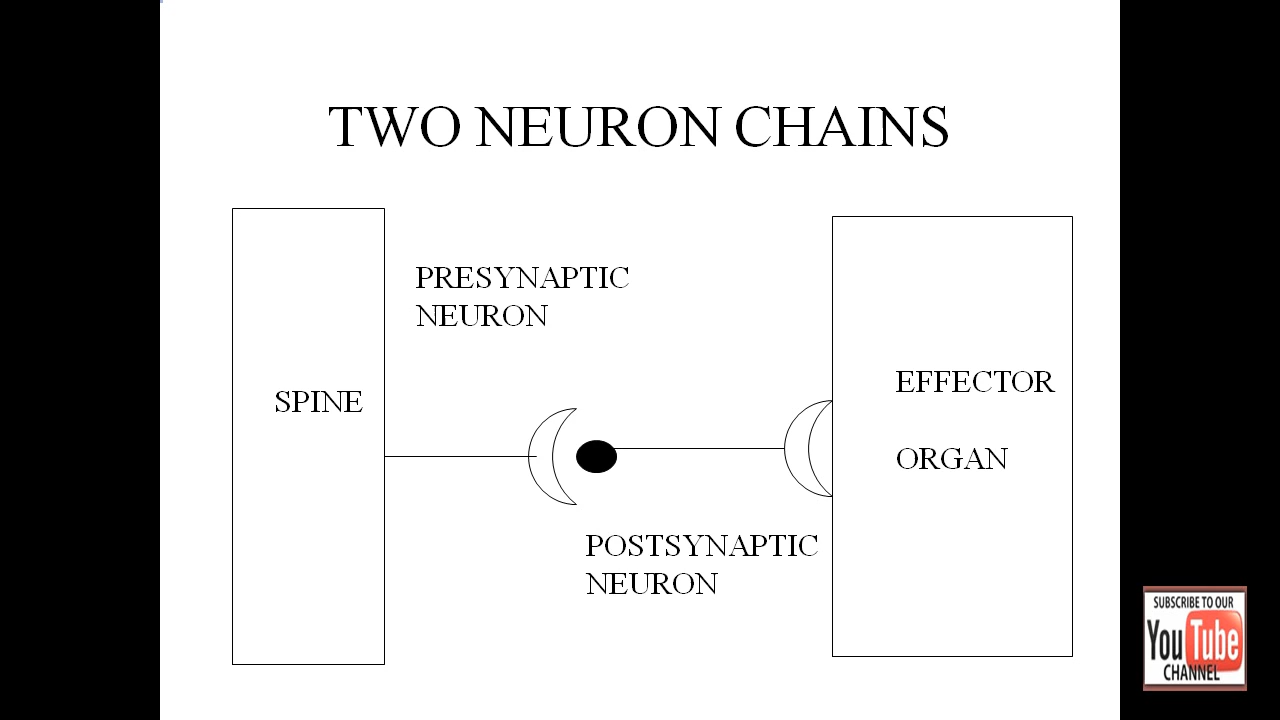 TWO NEURON CHAINS
PRESYNAPTIC
NEURON
SPINE
EFFECTOR
ORGAN
POSTSYNAPTIC
NEURON
SUBSCRIBE TO OUR
YouTube
CHANNEL